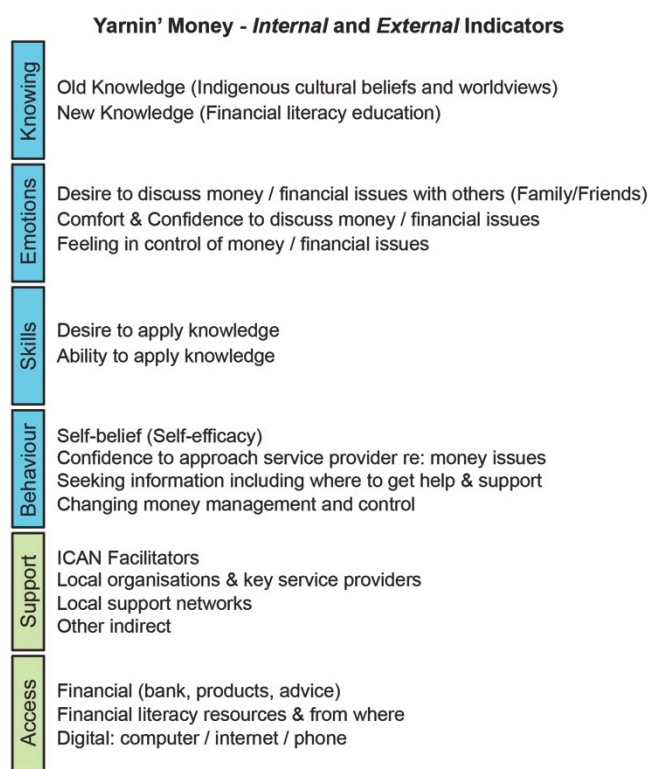 Yarnin’ Money - Internal and External Indicators
Knowing
Old Knowledge (Indigenous cultural beliefs and worldviews)
New Knowledge (Financial literacy education)
Emotions
Desire to discuss money / financial issues with others (Family/Friends)
Comfort & Confidence to discuss money / financial issues
Feeling in control of money / financial issues
Skills
Desire to apply knowledge
Ability to apply knowledge
Behaviour
Self-belief (Self-efficacy)
Confidence to approach service provider re: money issues
Seeking information including where to get help & support
Changing money management and control
Support
ICAN Facilitators
Local organisations & key service providers
Local support networks
Other indirect
Access
Financial (bank, products, advice)
Financial literacy resources & from where
Digital: computer / internet / phone